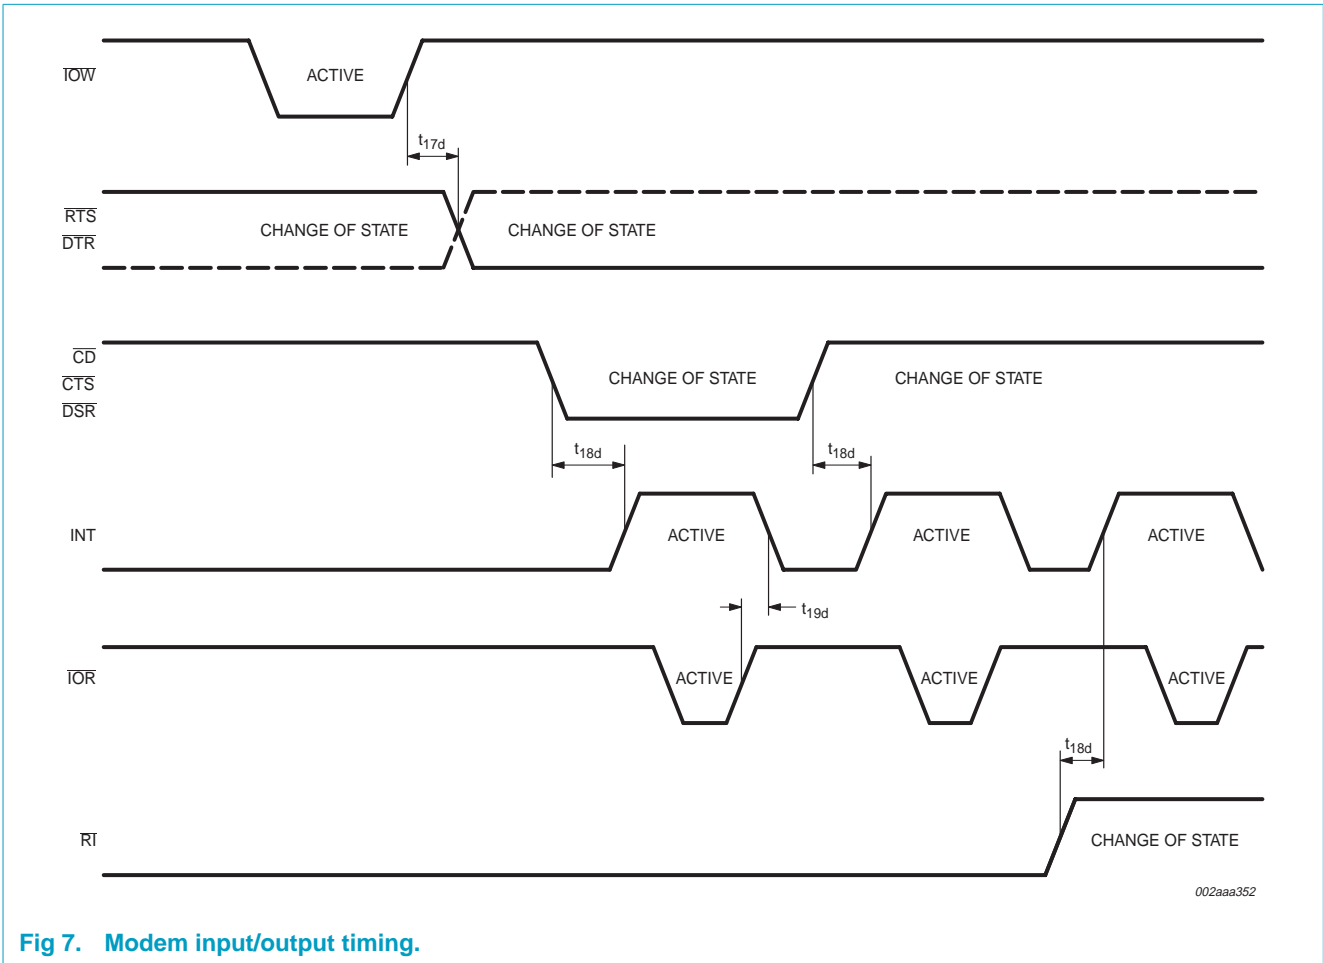 IOW
ACTIVE
t17d
RTS
DTR
CHANGE OF STATE
CHANGE OF STATE
CD
CTS
DSR
CHANGE OF STATE
CHANGE OF STATE
t18d
t18d
INT
ACTIVE
ACTIVE
ACTIVE
t19d
IOR
ACTIVE
ACTIVE
ACTIVE
t18d
RI
CHANGE OF STATE
002aaa352
Fig 7. Modem input/output timing.